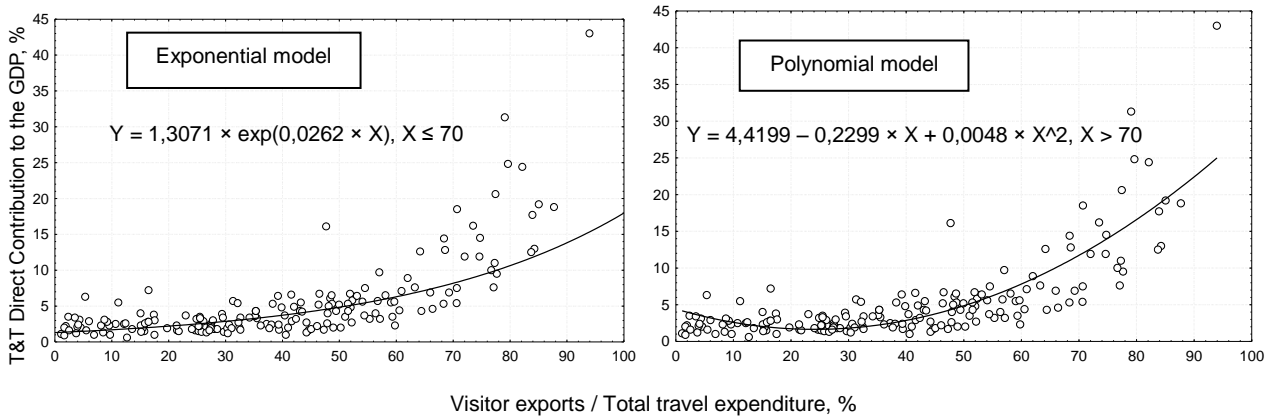 T&T Direct Contribution to the GDP, %
45
40
35
30
25
20
15
10
5
0
Exponential model
Y = 1,3071 × exp(0,0262 × X), X ≤ 70
0 10 20 30 40 50 60 70 80 90 100
45
40
35
30
25
20
15
10
5
0
Polynomial model
Y = 4,4199 – 0,2299 × X + 0,0048 × X^2, X > 70
0 10 20 30 40 50 60 70 80 90 100
Visitor exports / Total travel expenditure, %